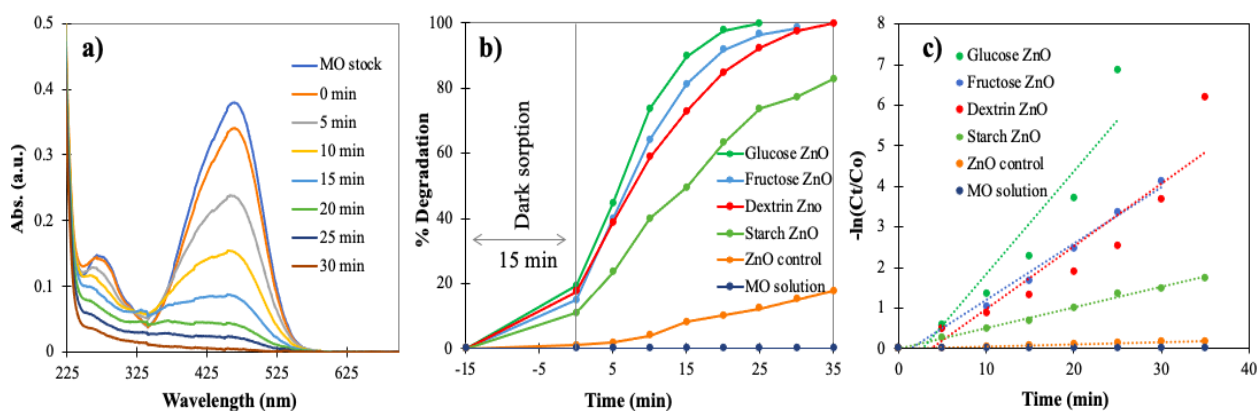 a)
Abs. (a.u.)
0.5
0.4
0.3
0.2
0.1
0
225
325
425
525
625
Wavelength (nm)
MO stock
0 min
5 min
10 min
15 min
20 min
25 min
30 min
b)
% Degradation
100
80
60
40
20
0
-15
-5
5
15
25
35
Time (min)
Dark sorption
15 min
Glucose ZnO
Fructose ZnO
Dextrin Zno
Starch ZnO
ZnO control
MO solution
c)
-ln(Ct/Co)
8
7
6
5
4
3
2
1
0
0
10
20
30
40
Time (min)
Glucose ZnO
Fructose ZnO
Dextrin ZnO
Starch ZnO
ZnO control
MO solution